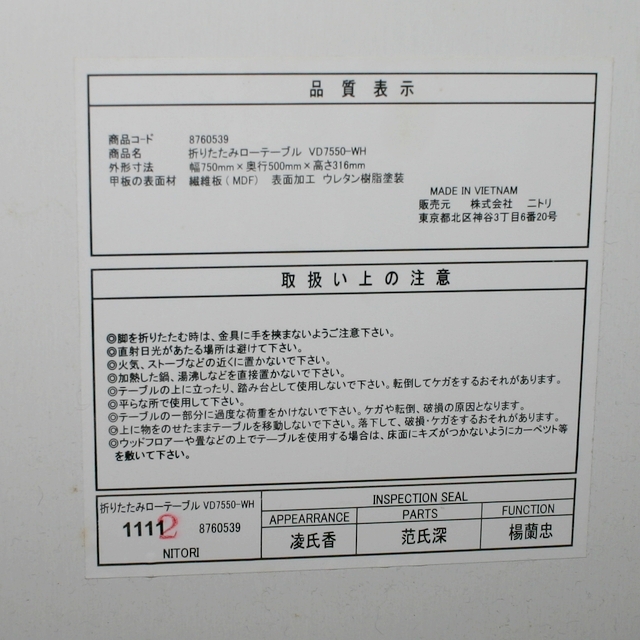 品質表示
商品コード 8760539
商品名 折りたたみローテーブル VD7550-WH
外形寸法 幅750mm×奥行500mm×高さ316mm
甲板の表面材 繊維板(MDF) 表面加工 ウレタン樹脂塗装
MADE IN VIETNAM
販売元 株式会社 ニトリ
東京都北区神谷3丁目6番20号
取扱い上の注意
◎脚を折りたたむ時は、金具に手を挟まないようご注意下さい。
◎直射日光があたる場所は避けて下さい。
◎火気、ストーブなどの近くに置かないで下さい。
◎加熱した鍋、湯沸しなどを直接置かないで下さい。
◎テーブルの上に立ったり、踏み台として使用しないで下さい。転倒してケガをするおそれがあります。
◎平らな所で使用して下さい。
◎テーブルの一部分に過度な荷重をかけないで下さい。ケガや転倒、破損の原因となります。
◎上に物をのせたままテーブルを移動しないで下さい。落下して、破損・ケガをするおそれがあります。
◎ウッドフロアーや畳などの上でテーブルを使用する場合は、床面にキズがつかないようにカーペット等
を敷いて下さい。
折りたたみローテーブル VD7550-WH
11112 8760539
NITORI
INSPECTION SEAL
APPEARRANCE PARTS FUNCTION
凌氏香 范氏深 楊蘭忠